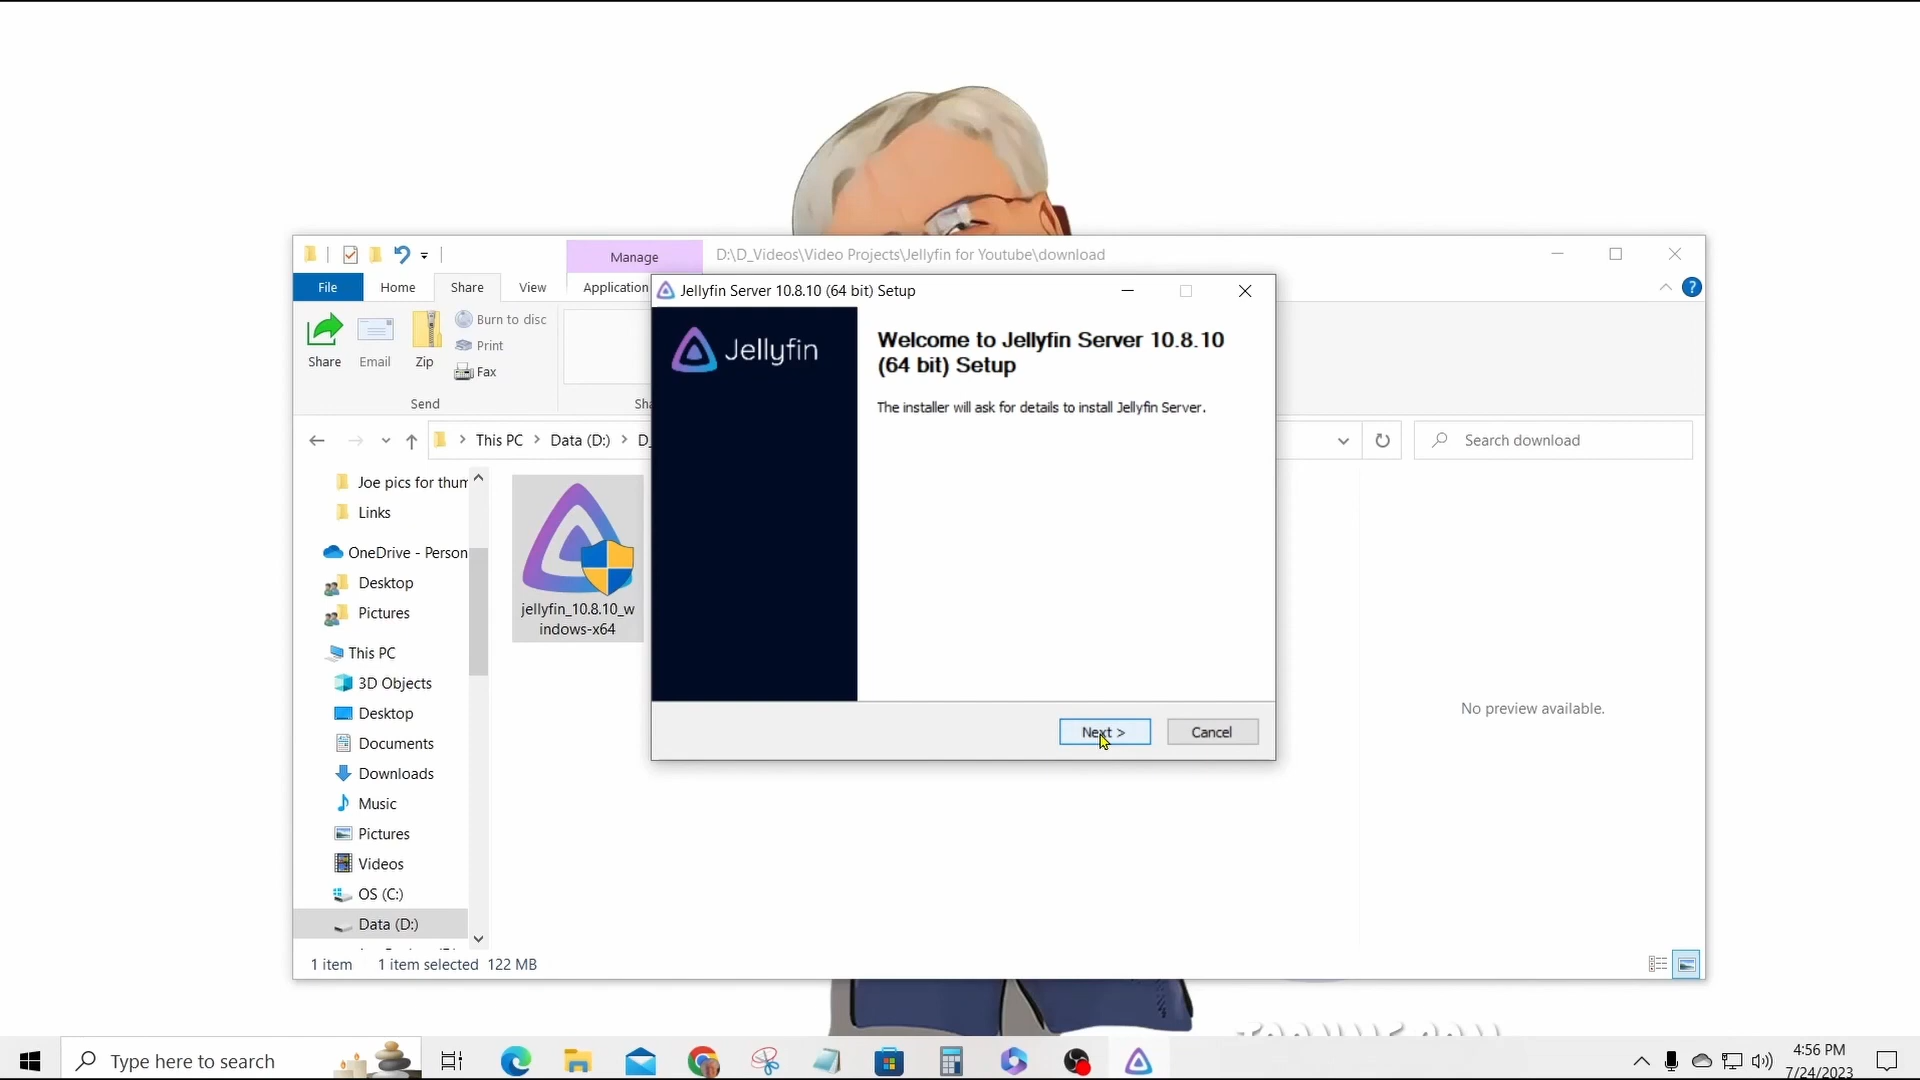 Manage
D:\D_Videos\Video Projects\Jellyfin for Youtube\download
File
Home
Share
View
Application
Share
Email
Zip
Burn to disc
Print
Fax
Send
Sha
This PC
Data (D:)
D_
Search download
Joe pics for thum
Links
OneDrive - Person
Desktop
Pictures
This PC
3D Objects
Desktop
Documents
Downloads
Music
Pictures
Videos
OS (C:)
Data (D:)
jellyfin_10.8.10_w
indows-x64
Jellyfin Server 10.8.10 (64 bit) Setup
Jellyfin
Welcome to Jellyfin Server 10.8.10
(64 bit) Setup
The installer will ask for details to install Jellyfin Server.
Next >
Cancel
No preview available.
1 item
1 item selected
122 MB
Type here to search
4:56 PM
7/24/2023